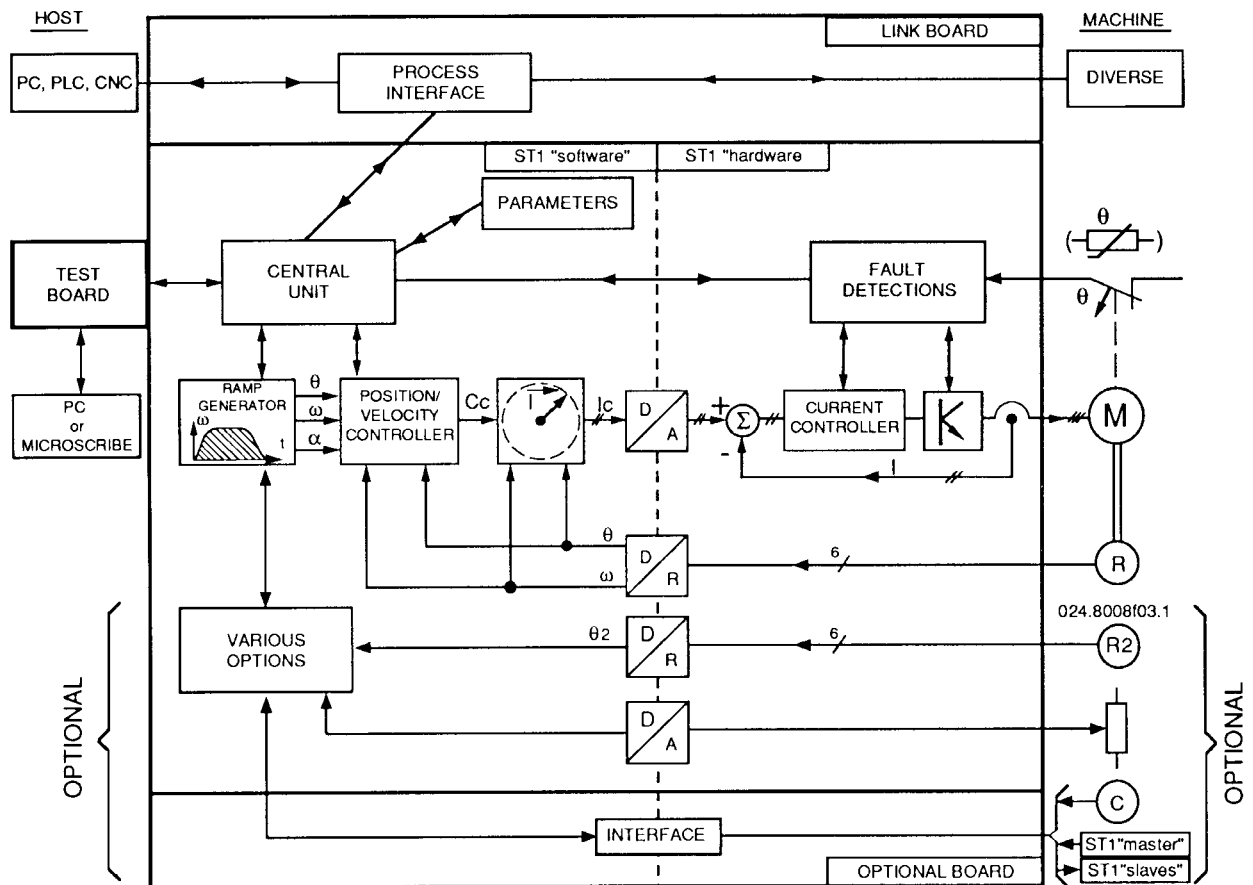 HOST
LINK BOARD
MACHINE
PC, PLC, CNC
PROCESS
INTERFACE
DIVERSE
ST1 "software"
ST1 "hardware
PARAMETERS
θ
( )
TEST
BOARD
CENTRAL
UNIT
FAULT
DETECTIONS
θ
PC
or
MICROSCRIBE
RAMP
GENERATOR
ω
t
θ
ω
α
POSITION/
VELOCITY
CONTROLLER
Cc
I
Ic
D
A
+
Σ
-
CURRENT
CONTROLLER
I
M
θ
ω
D
R
6
R
024.8008f03.1
VARIOUS
OPTIONS
θ2
D
R
6
R2
D
A
OPTIONAL
OPTIONAL
C
INTERFACE
ST1"master"
ST1"slaves"
OPTIONAL BOARD